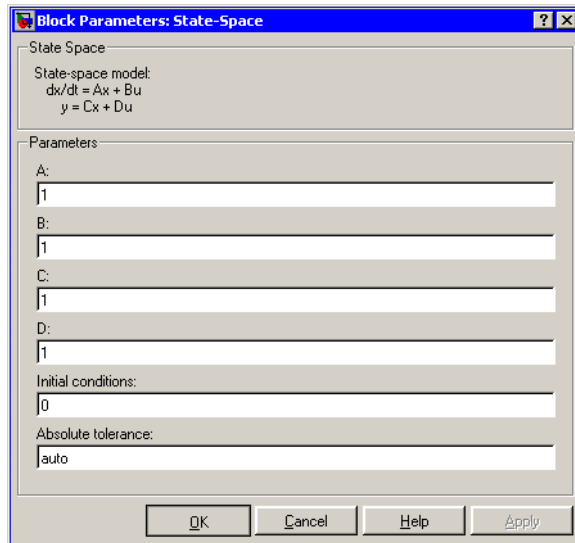 Block Parameters: State-Space
State Space
State-space model:
dx/dt = Ax + Bu
y = Cx + Du
Parameters
A:
1
B:
1
C:
1
D:
1
Initial conditions:
0
Absolute tolerance:
auto
OK Cancel Help Apply